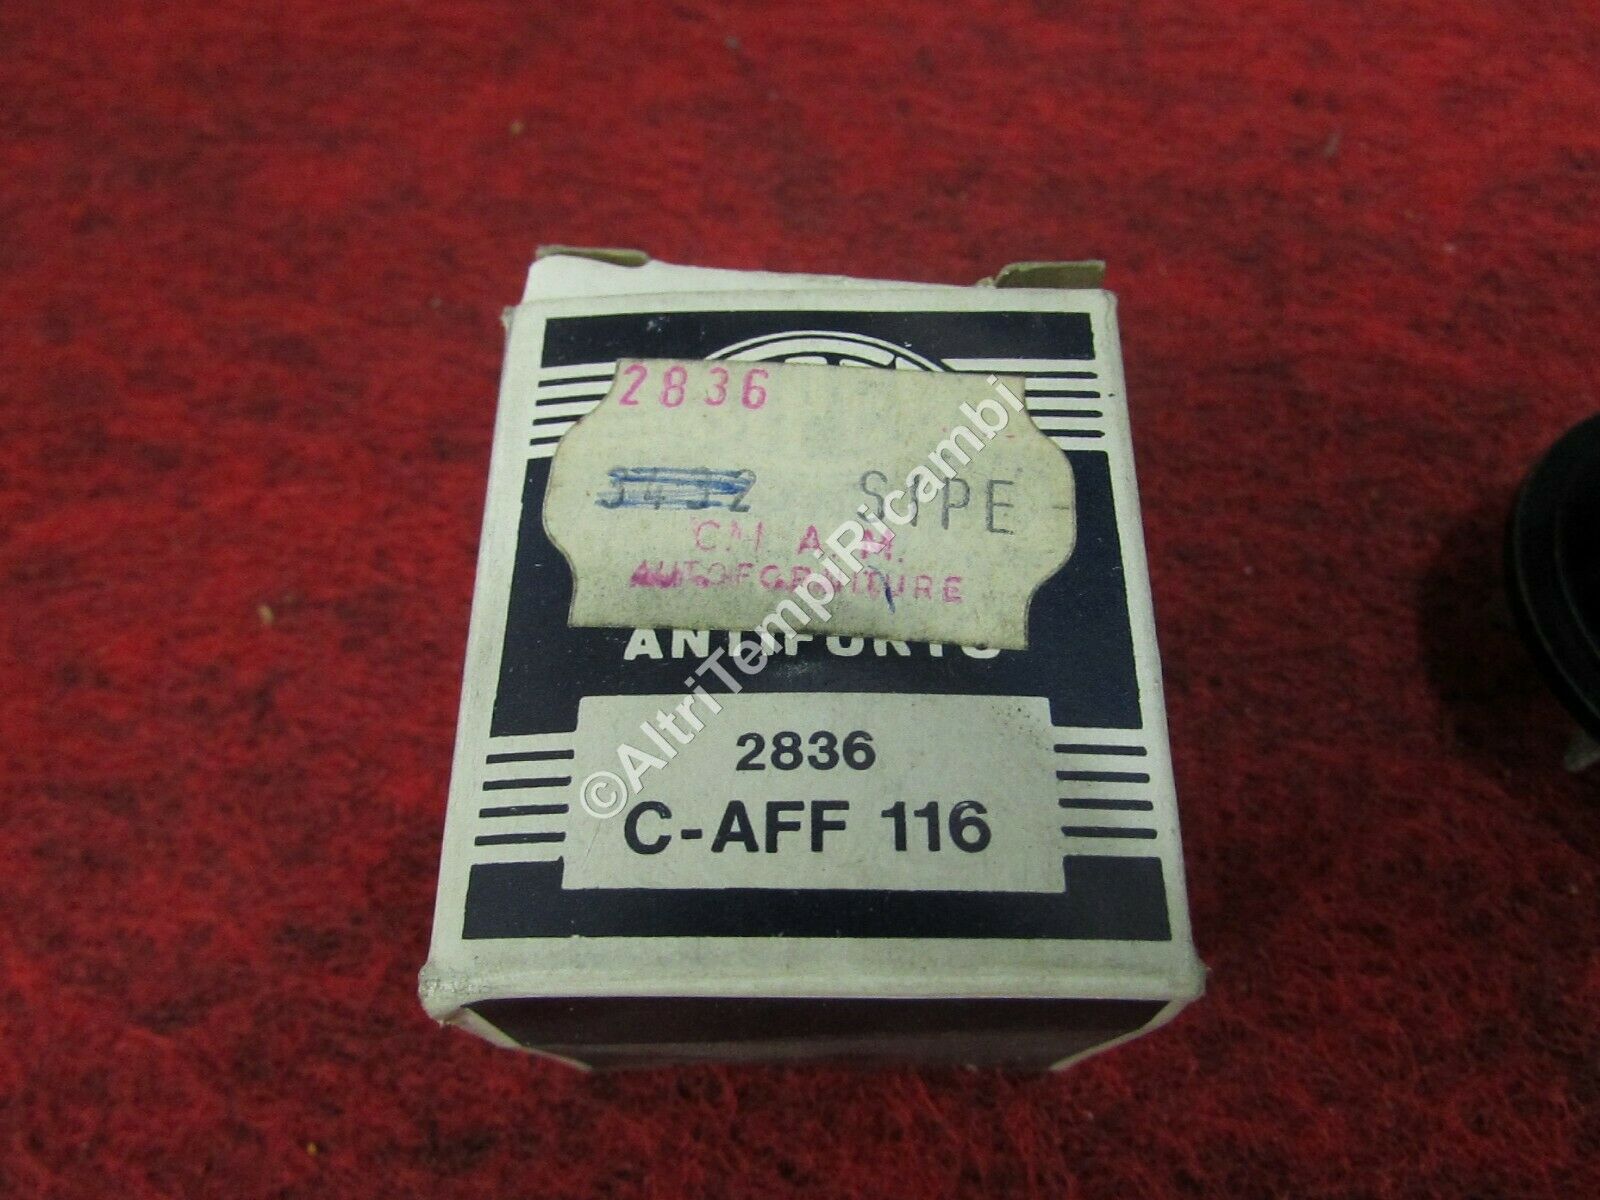 2836
SIPE
A. M.
AUTOFORNITURE
ANTIFURTO
2836
C-AFF 116
©AltriTempiRicambi